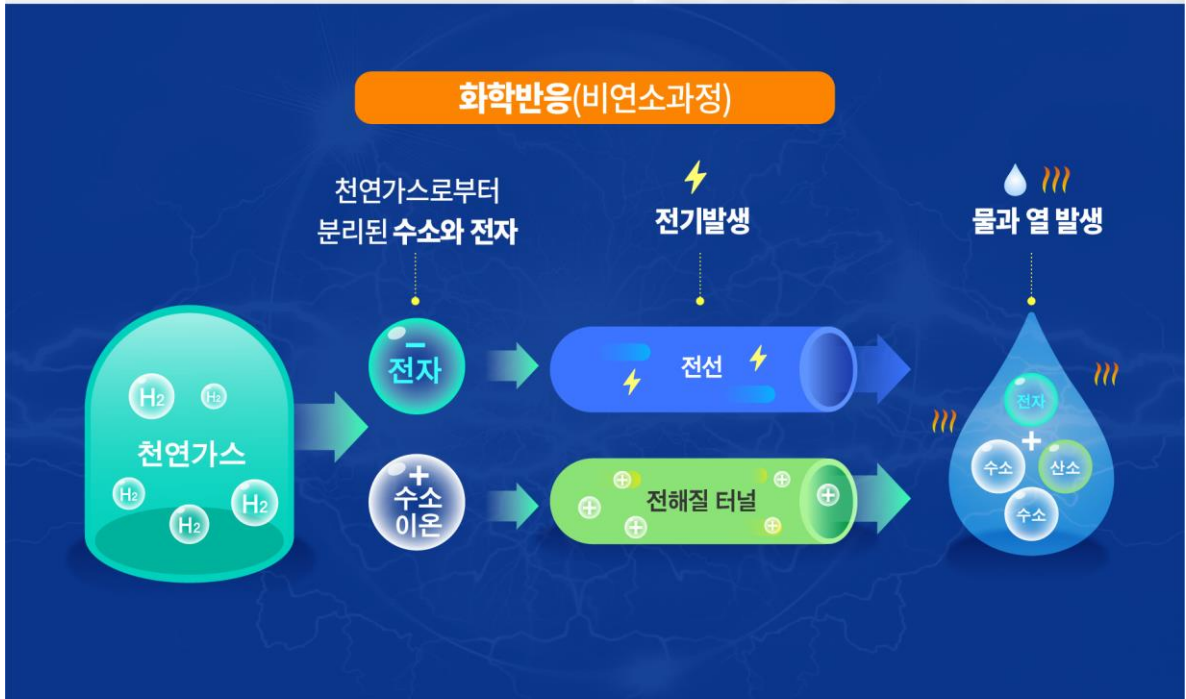 화학반응(비연소과정)
천연가스로부터
분리된 수소와 전자
전기발생
물과 열 발생
H2
H2
천연가스
H2
H2
H2
−
전자
+
수소
이온
전선
전해질 터널
전자
+
수소
산소
수소